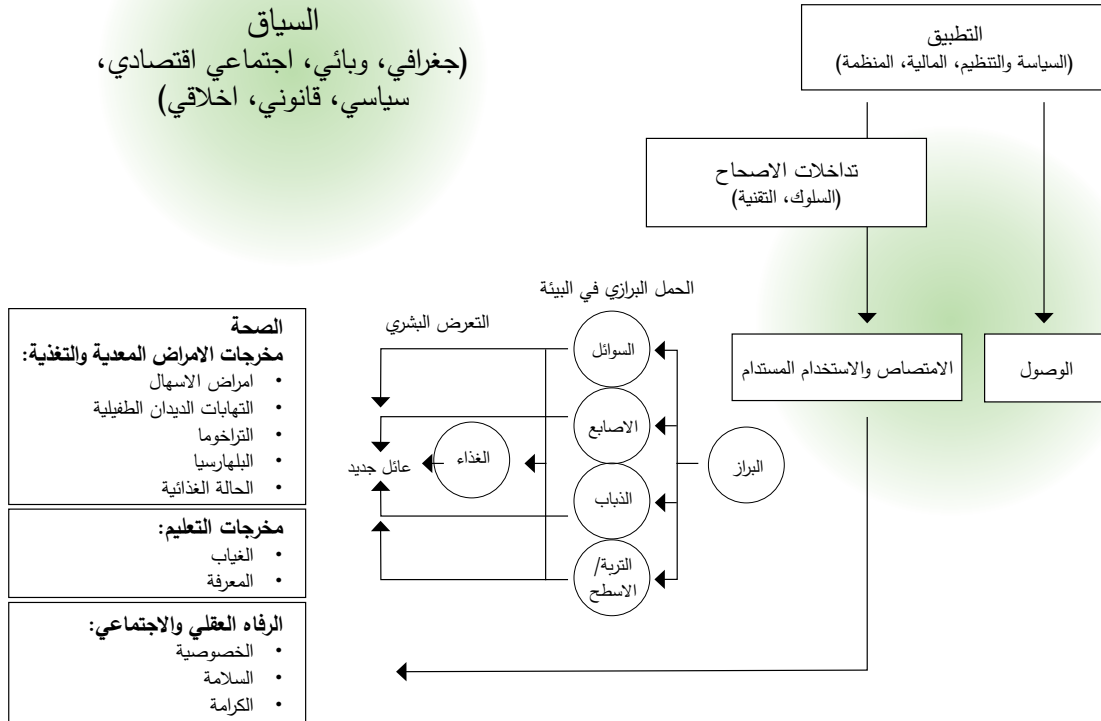 السياق
(جغرافي، وبائي، اجتماعي اقتصادي،
سياسي، قانوني، اخلاقي)
التطبيق
(السياسة والتنظيم، المالية، المنظمة)
تداخلات الاصحاح
(السلوك، التقنية)
الوصول
الامتصاص والاستخدام المستدام
الحمل البرازي في البيئة
التعرض البشري
البراز
السوائل
الاصابع
الذباب
التربة/
الاسطح
الغذاء
عائل جديد
الصحة
مخرجات الامراض المعدية والتغذية:
• امراض الاسهال
• التهابات الديدان الطفيلية
• التراخوما
• البلهارسيا
• الحالة الغذائية
مخرجات التعليم:
• الغياب
• المعرفة
الرفاه العقلي والاجتماعي:
• الخصوصية
• السلامة
• الكرامة